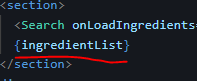 <section>
<Search onLoadIngredients=
{ingredientList}
</section>